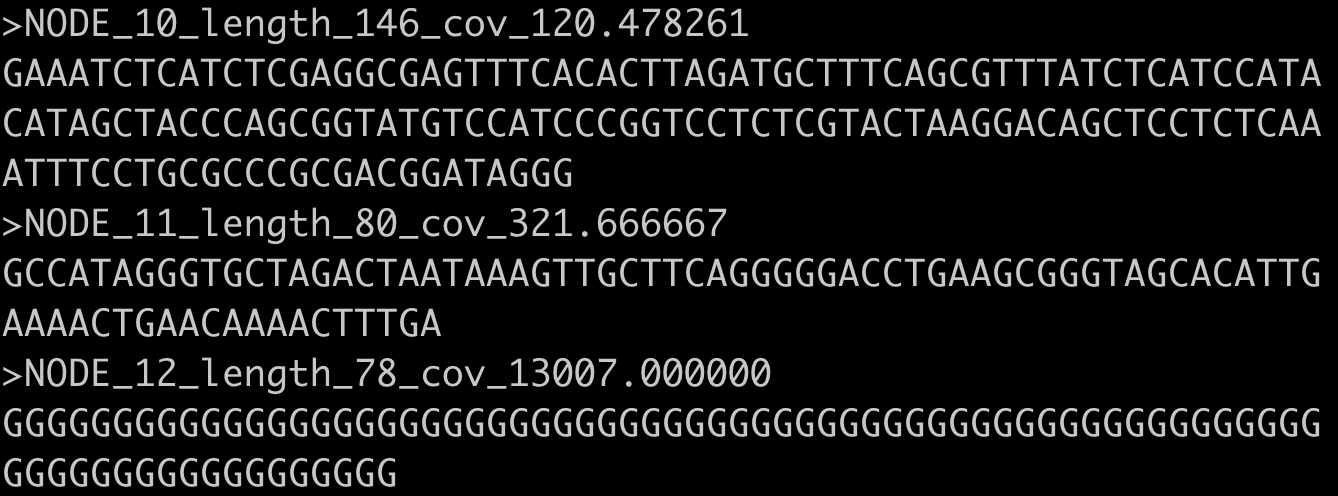 >NODE_10_length_146_cov_120.478261
GAAATCTCATCTCGAGGCGAGTTTCACACTTAGATGCTTTCAGCGTTTATCTCATCCATA
CATAGCTACCCAGCGGTATGTCCATCCCGGTCCTCTCGTACTAAGGACAGCTCCTCTCAA
ATTTCCTGCGCCCGCGACGGATAGGG
>NODE_11_length_80_cov_321.666667
GCCATAGGGTGCTAGACTAATAAAGTTGCTTCAGGGGGACCTGAAGCGGGTAGCACATTG
AAAACTGAACAAAACTTTGA
>NODE_12_length_78_cov_13007.000000
GGGGGGGGGGGGGGGGGGGGGGGGGGGGGGGGGGGGGGGGGGGGGGGGGGGGGGGGGGGG
GGGGGGGGGGGGGGGGGG